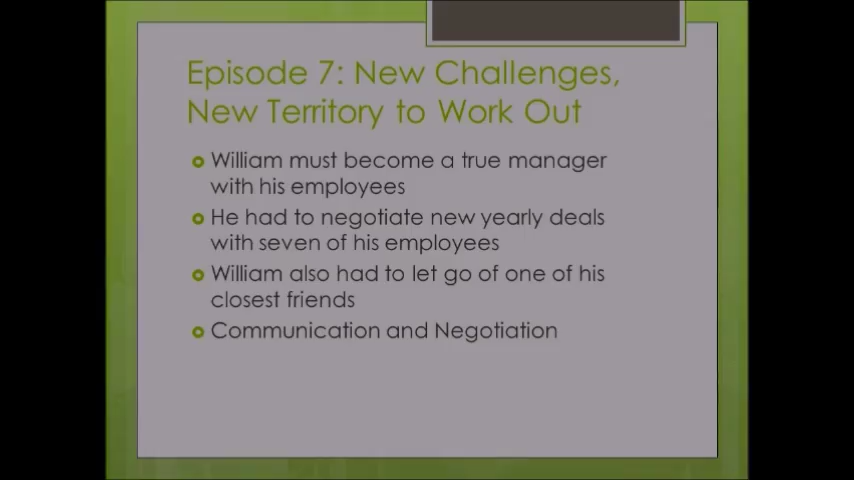 Episode 7: New Challenges,
New Territory to Work Out
William must become a true manager
with his employees
He had to negotiate new yearly deals
with seven of his employees
William also had to let go of one of his
closest friends
Communication and Negotiation